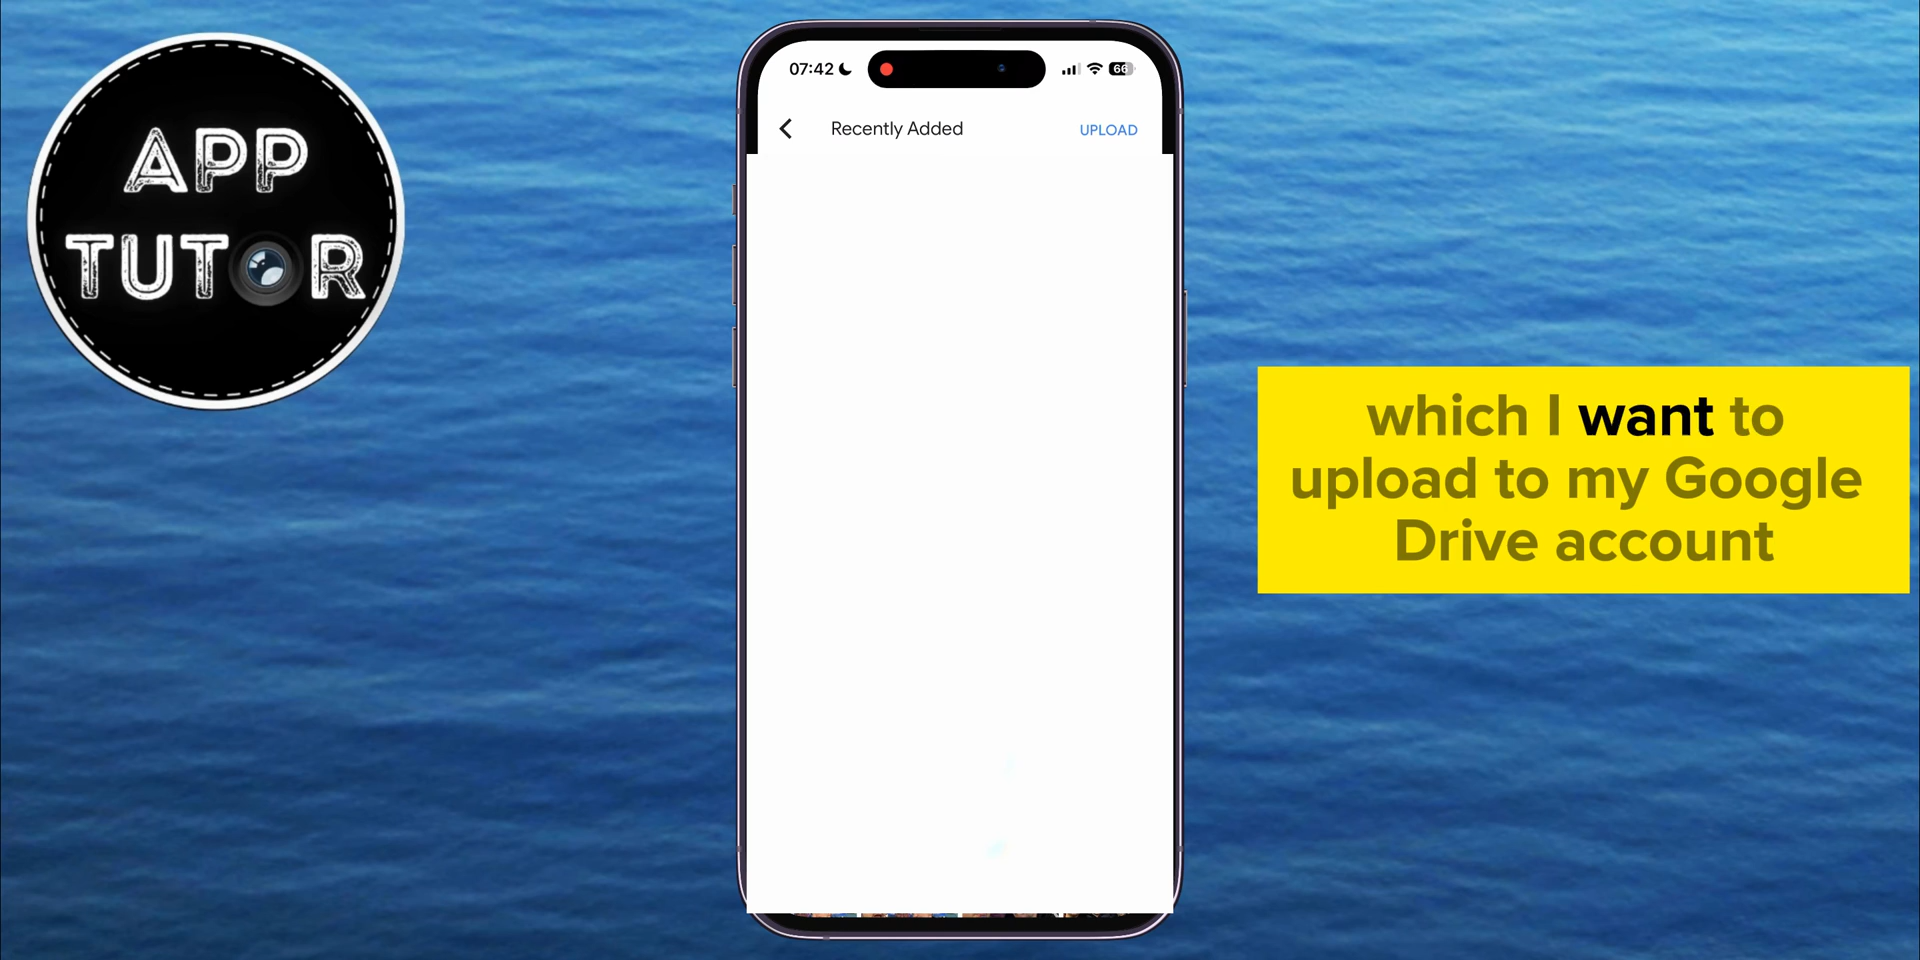 APP
TUTOR
07:42
66
Recently Added
UPLOAD
which I want to
upload to my Google
Drive account